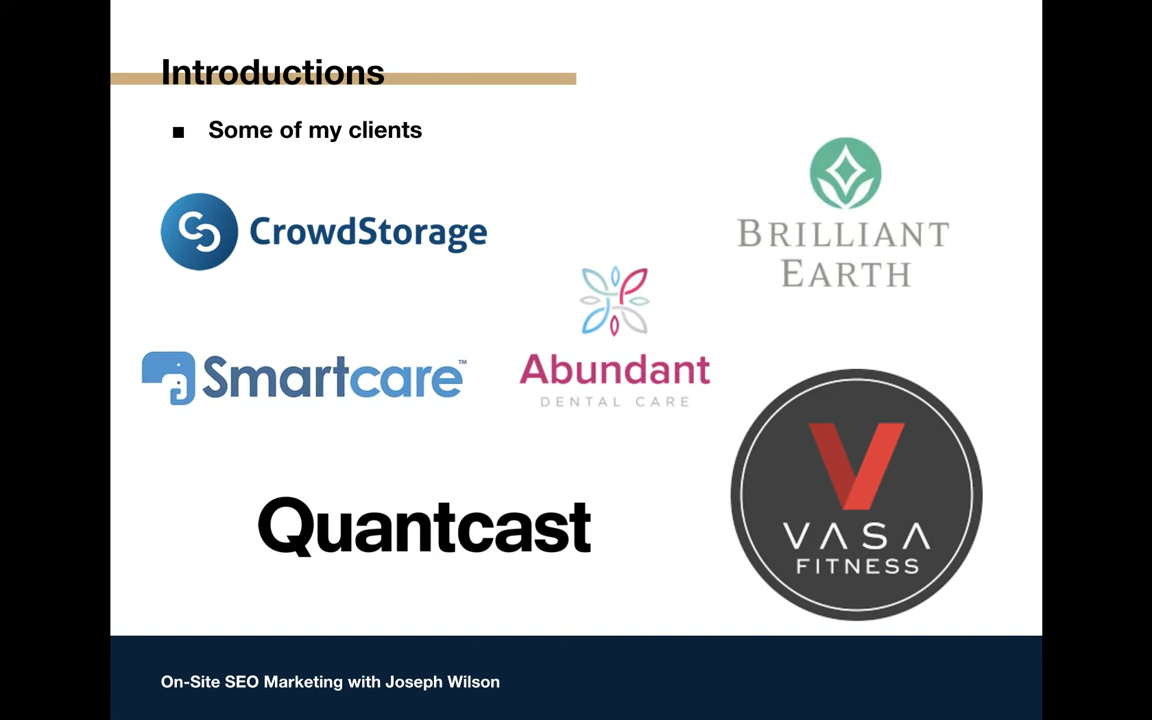 Introductions
■ Some of my clients
CrowdStorage
BRILLIANT
EARTH
Smartcare™
Abundant
DENTAL CARE
Quantcast
VASA
FITNESS
On-Site SEO Marketing with Joseph Wilson